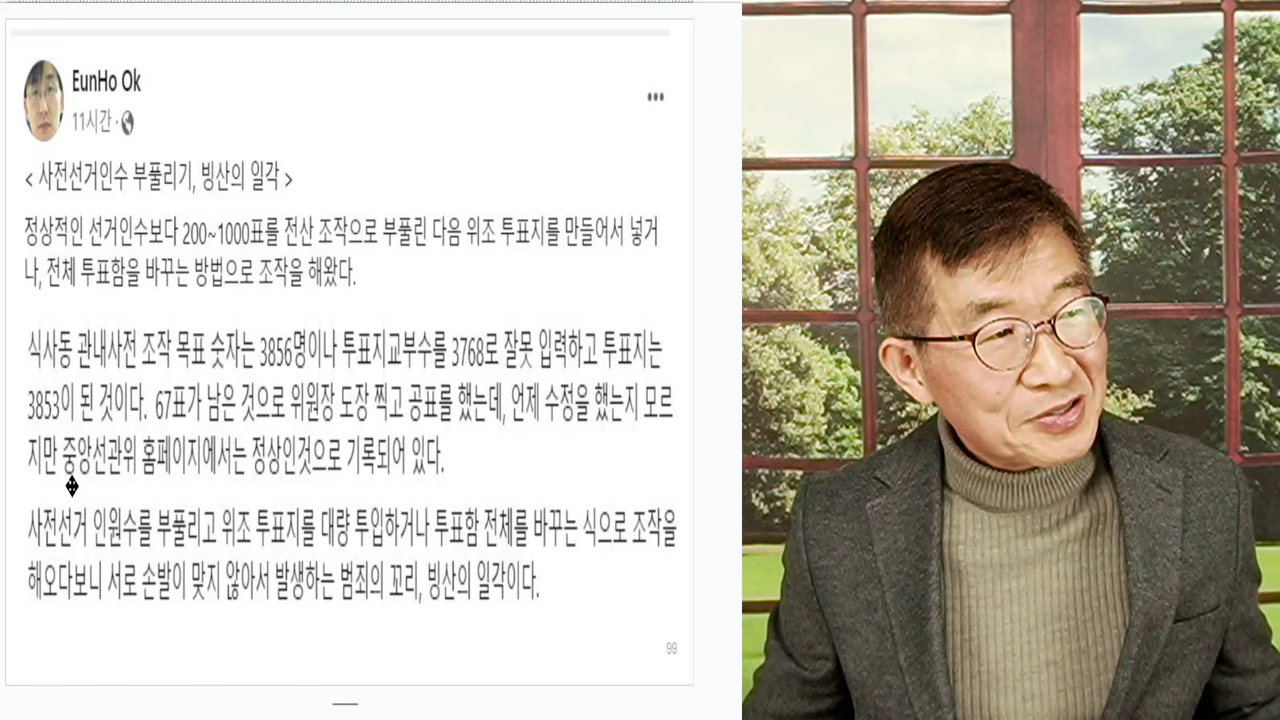 EunHo Ok
11시간 ·
< 사전선거인수 부풀리기, 빙산의 일각 >
정상적인 선거인수보다 200~1000표를 전산 조작으로 부풀린 다음 위조 투표지를 만들어서 넣거
나, 전체 투표함을 바꾸는 방법으로 조작을 해왔다.
식사동 관내사전 조작 목표 숫자는 3856명이나 투표지교부수를 3768로 잘못 입력하고 투표지는
3853이 된 것이다. 67표가 남은 것으로 위원장 도장 찍고 공표를 했는데, 언제 수정을 했는지 모르
지만 중앙선관위 홈페이지에서는 정상인것으로 기록되어 있다.
사전선거 인원수를 부풀리고 위조 투표지를 대량 투입하거나 투표함 전체를 바꾸는 식으로 조작을
해오다보니 서로 손발이 맞지 않아서 발생하는 범죄의 꼬리, 빙산의 일각이다.
99